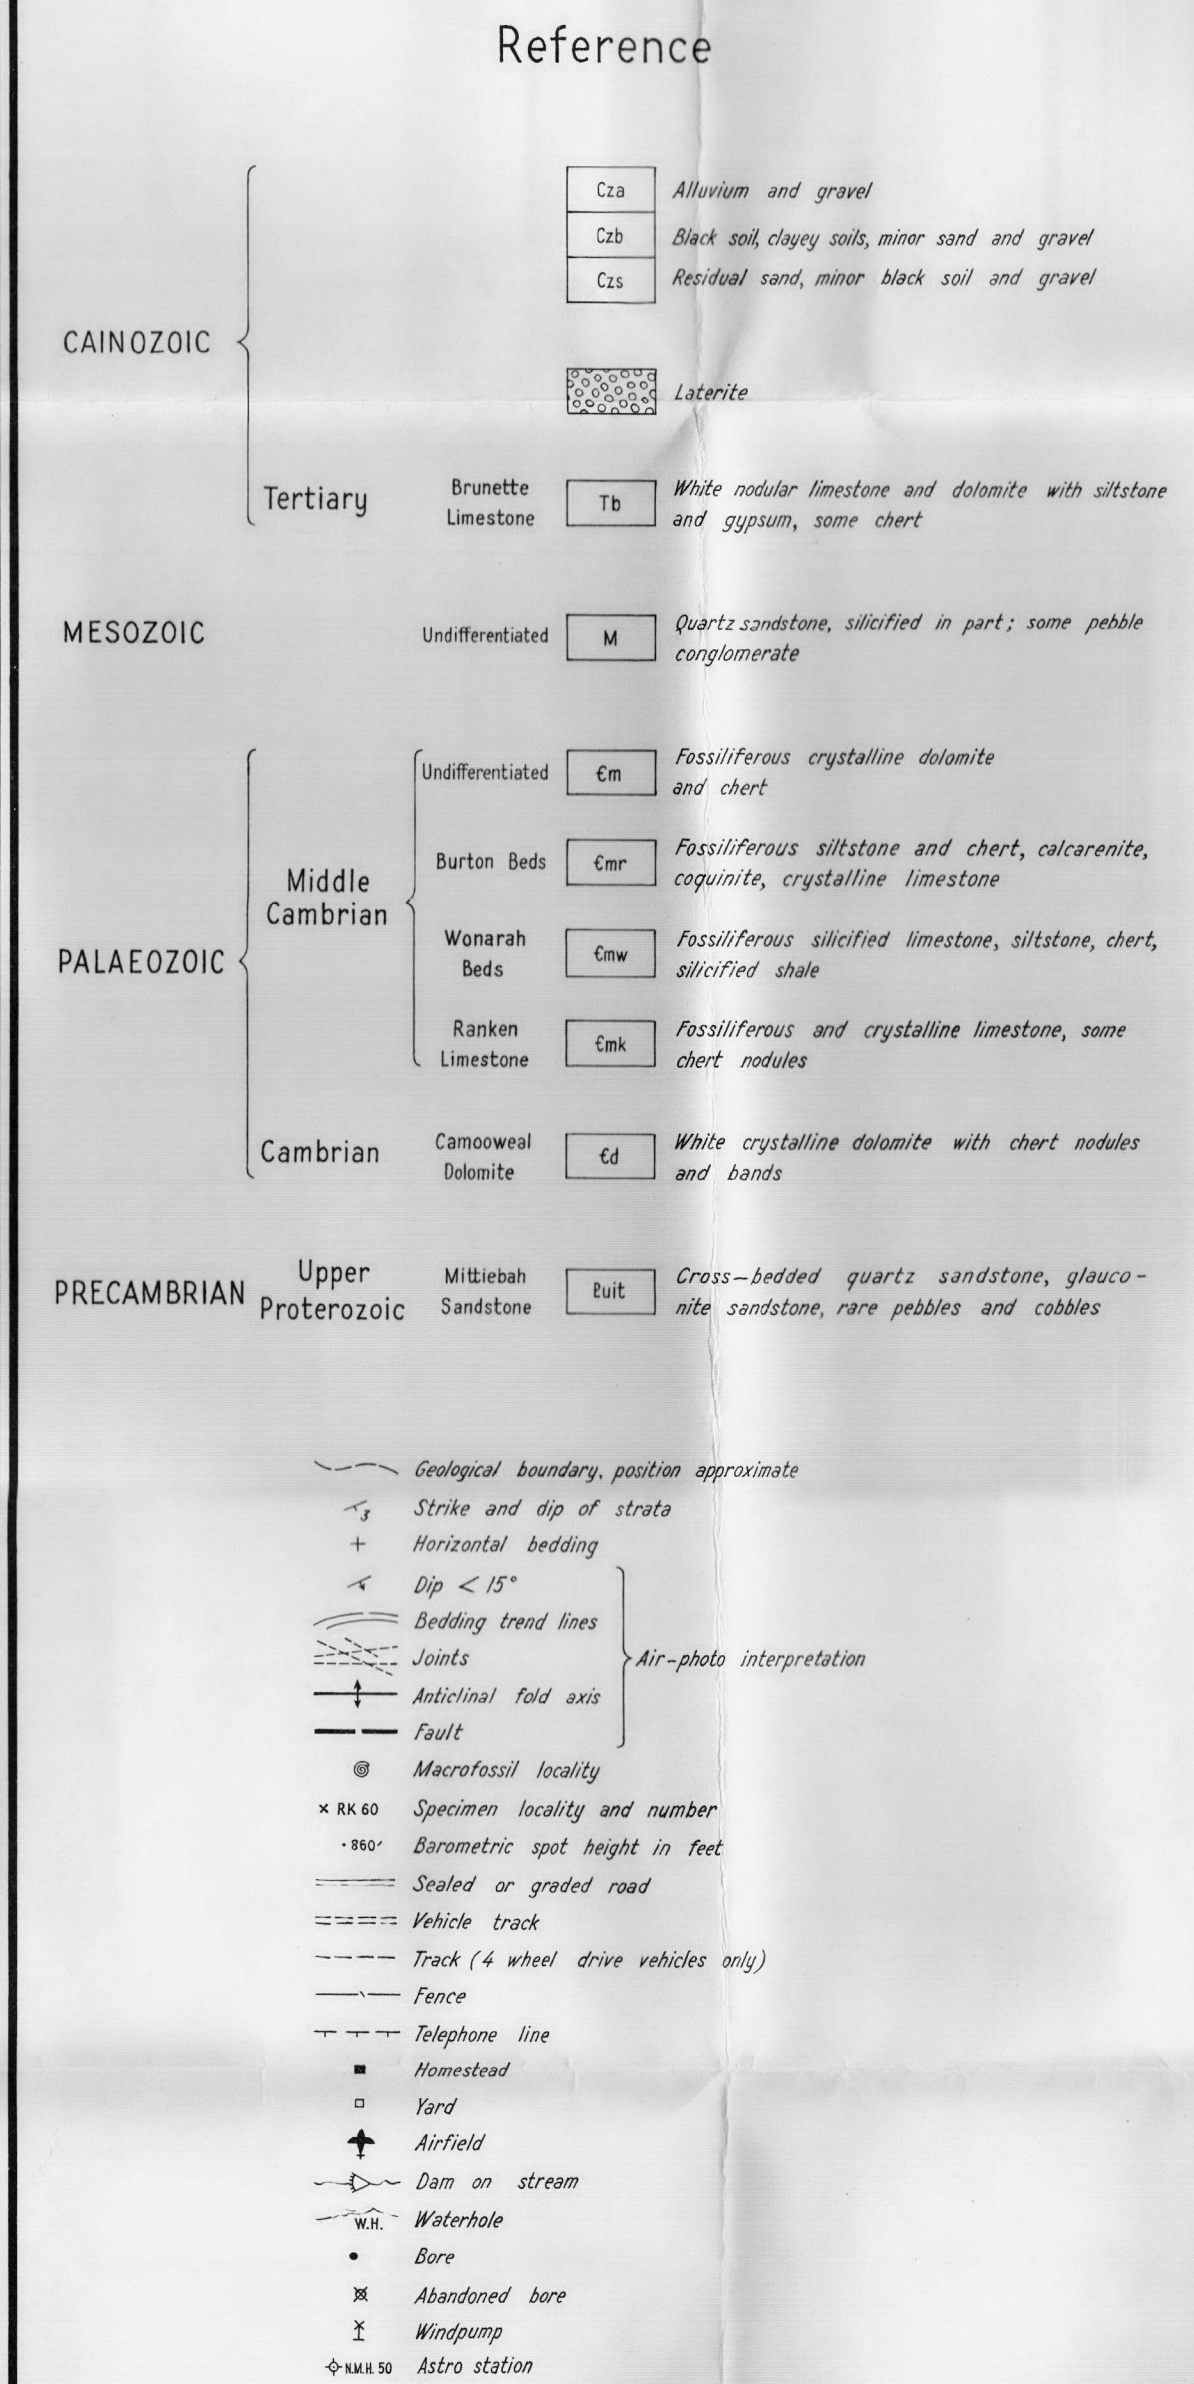 Reference
Cza Alluvium and gravel
Czb Black soil, clayey soils, minor sand and gravel
Czs Residual sand, minor black soil and gravel
CAINOZOIC
Laterite
Tertiary
Brunette
Limestone
Tb
White nodular limestone and dolomite with siltstone
and gypsum, some chert
MESOZOIC
Undifferentiated
M
Quartz sandstone, silicified in part; some pebble
conglomerate
PALAEOZOIC
Middle
Cambrian
Undifferentiated
€m
Fossiliferous crystalline dolomite
and chert
Burton Beds
€mr
Fossiliferous siltstone and chert, calcarenite,
coquinite, crystalline limestone
Wonarah
Beds
€mw
Fossiliferous silicified limestone, siltstone, chert,
silicified shale
Ranken
Limestone
€mk
Fossiliferous and crystalline limestone, some
chert nodules
Cambrian
Camooweal
Dolomite
€d
White crystalline dolomite with chert nodules
and bands
PRECAMBRIAN
Upper
Proterozoic
Mittiebah
Sandstone
Puit
Cross-bedded quartz sandstone, glauco-
nite sandstone, rare pebbles and cobbles
Geological boundary, position approximate
3 Strike and dip of strata
Horizontal bedding
Dip < 15°
Bedding trend lines
Joints
Air-photo interpretation
Anticlinal fold axis
Fault
Macrofossil locality
RK 60 Specimen locality and number
·860′ Barometric spot height in feet
Sealed or graded road
Vehicle track
Track (4 wheel drive vehicles only)
Fence
Telephone line
Homestead
Yard
Airfield
Dam on stream
W.H. Waterhole
Bore
Abandoned bore
Windpump
N.M.H. 50 Astro station